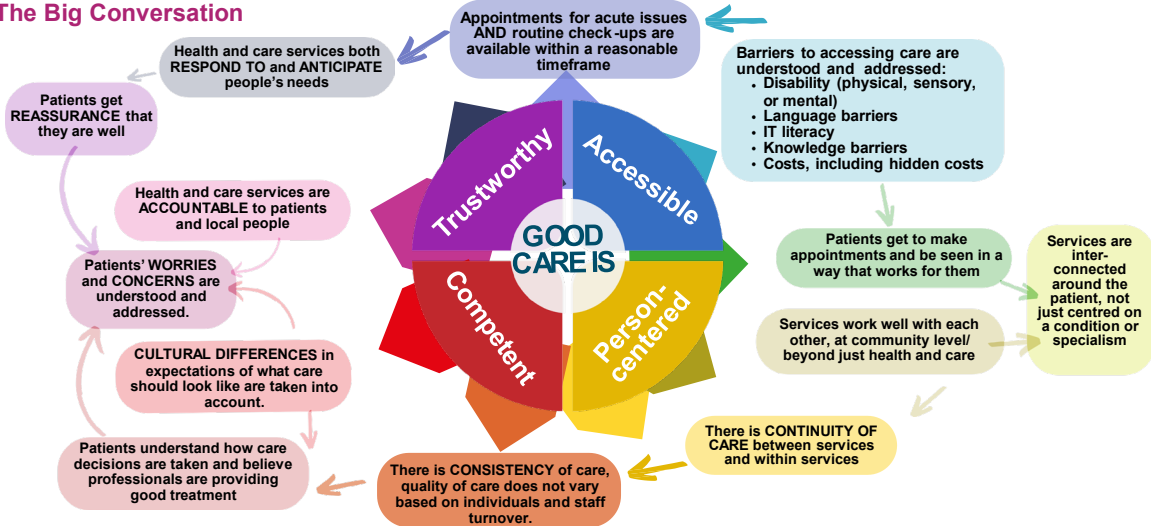 The Big Conversation
Appointments for acute issues
AND routine check-ups are
available within a reasonable
timeframe
Health and care services both
RESPOND TO and ANTICIPATE
people's needs
Patients get
REASSURANCE that
they are well
Barriers to accessing care are
understood and addressed:
• Disability (physical, sensory,
or mental)
• Language barriers
• IT literacy
• Knowledge barriers
• Costs, including hidden costs
Health and care services are
ACCOUNTABLE to patients
and local people
Trustworthy
Accessible
GOOD
CARE IS
Competent
Person-
centered
Patients get to make
appointments and be seen in a
way that works for them
Services are
inter-
connected
around the
patient, not
just centred on
a condition or
specialism
Patients' WORRIES
and CONCERNS are
understood and
addressed.
Services work well with each
other, at community level/
beyond just health and care
CULTURAL DIFFERENCES in
expectations of what care
should look like are taken into
account.
There is CONTINUITY OF
CARE between services
and within services
Patients understand how care
decisions are taken and believe
professionals are providing
good treatment
There is CONSISTENCY of care,
quality of care does not vary
based on individuals and staff
turnover.